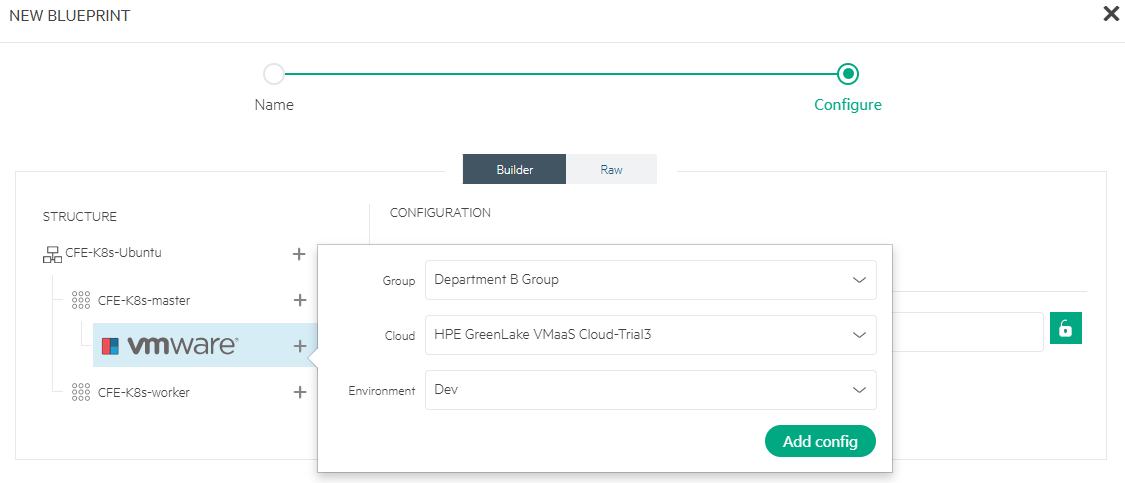 NEW BLUEPRINT
Name
Configure
Builder
Raw
STRUCTURE
CONFIGURATION
CFE-K8s-Ubuntu
CFE-K8s-master
vmware®
CFE-K8s-worker
Group
Department B Group
Cloud
HPE GreenLake VMaaS Cloud-Trial3
Environment
Dev
Add config